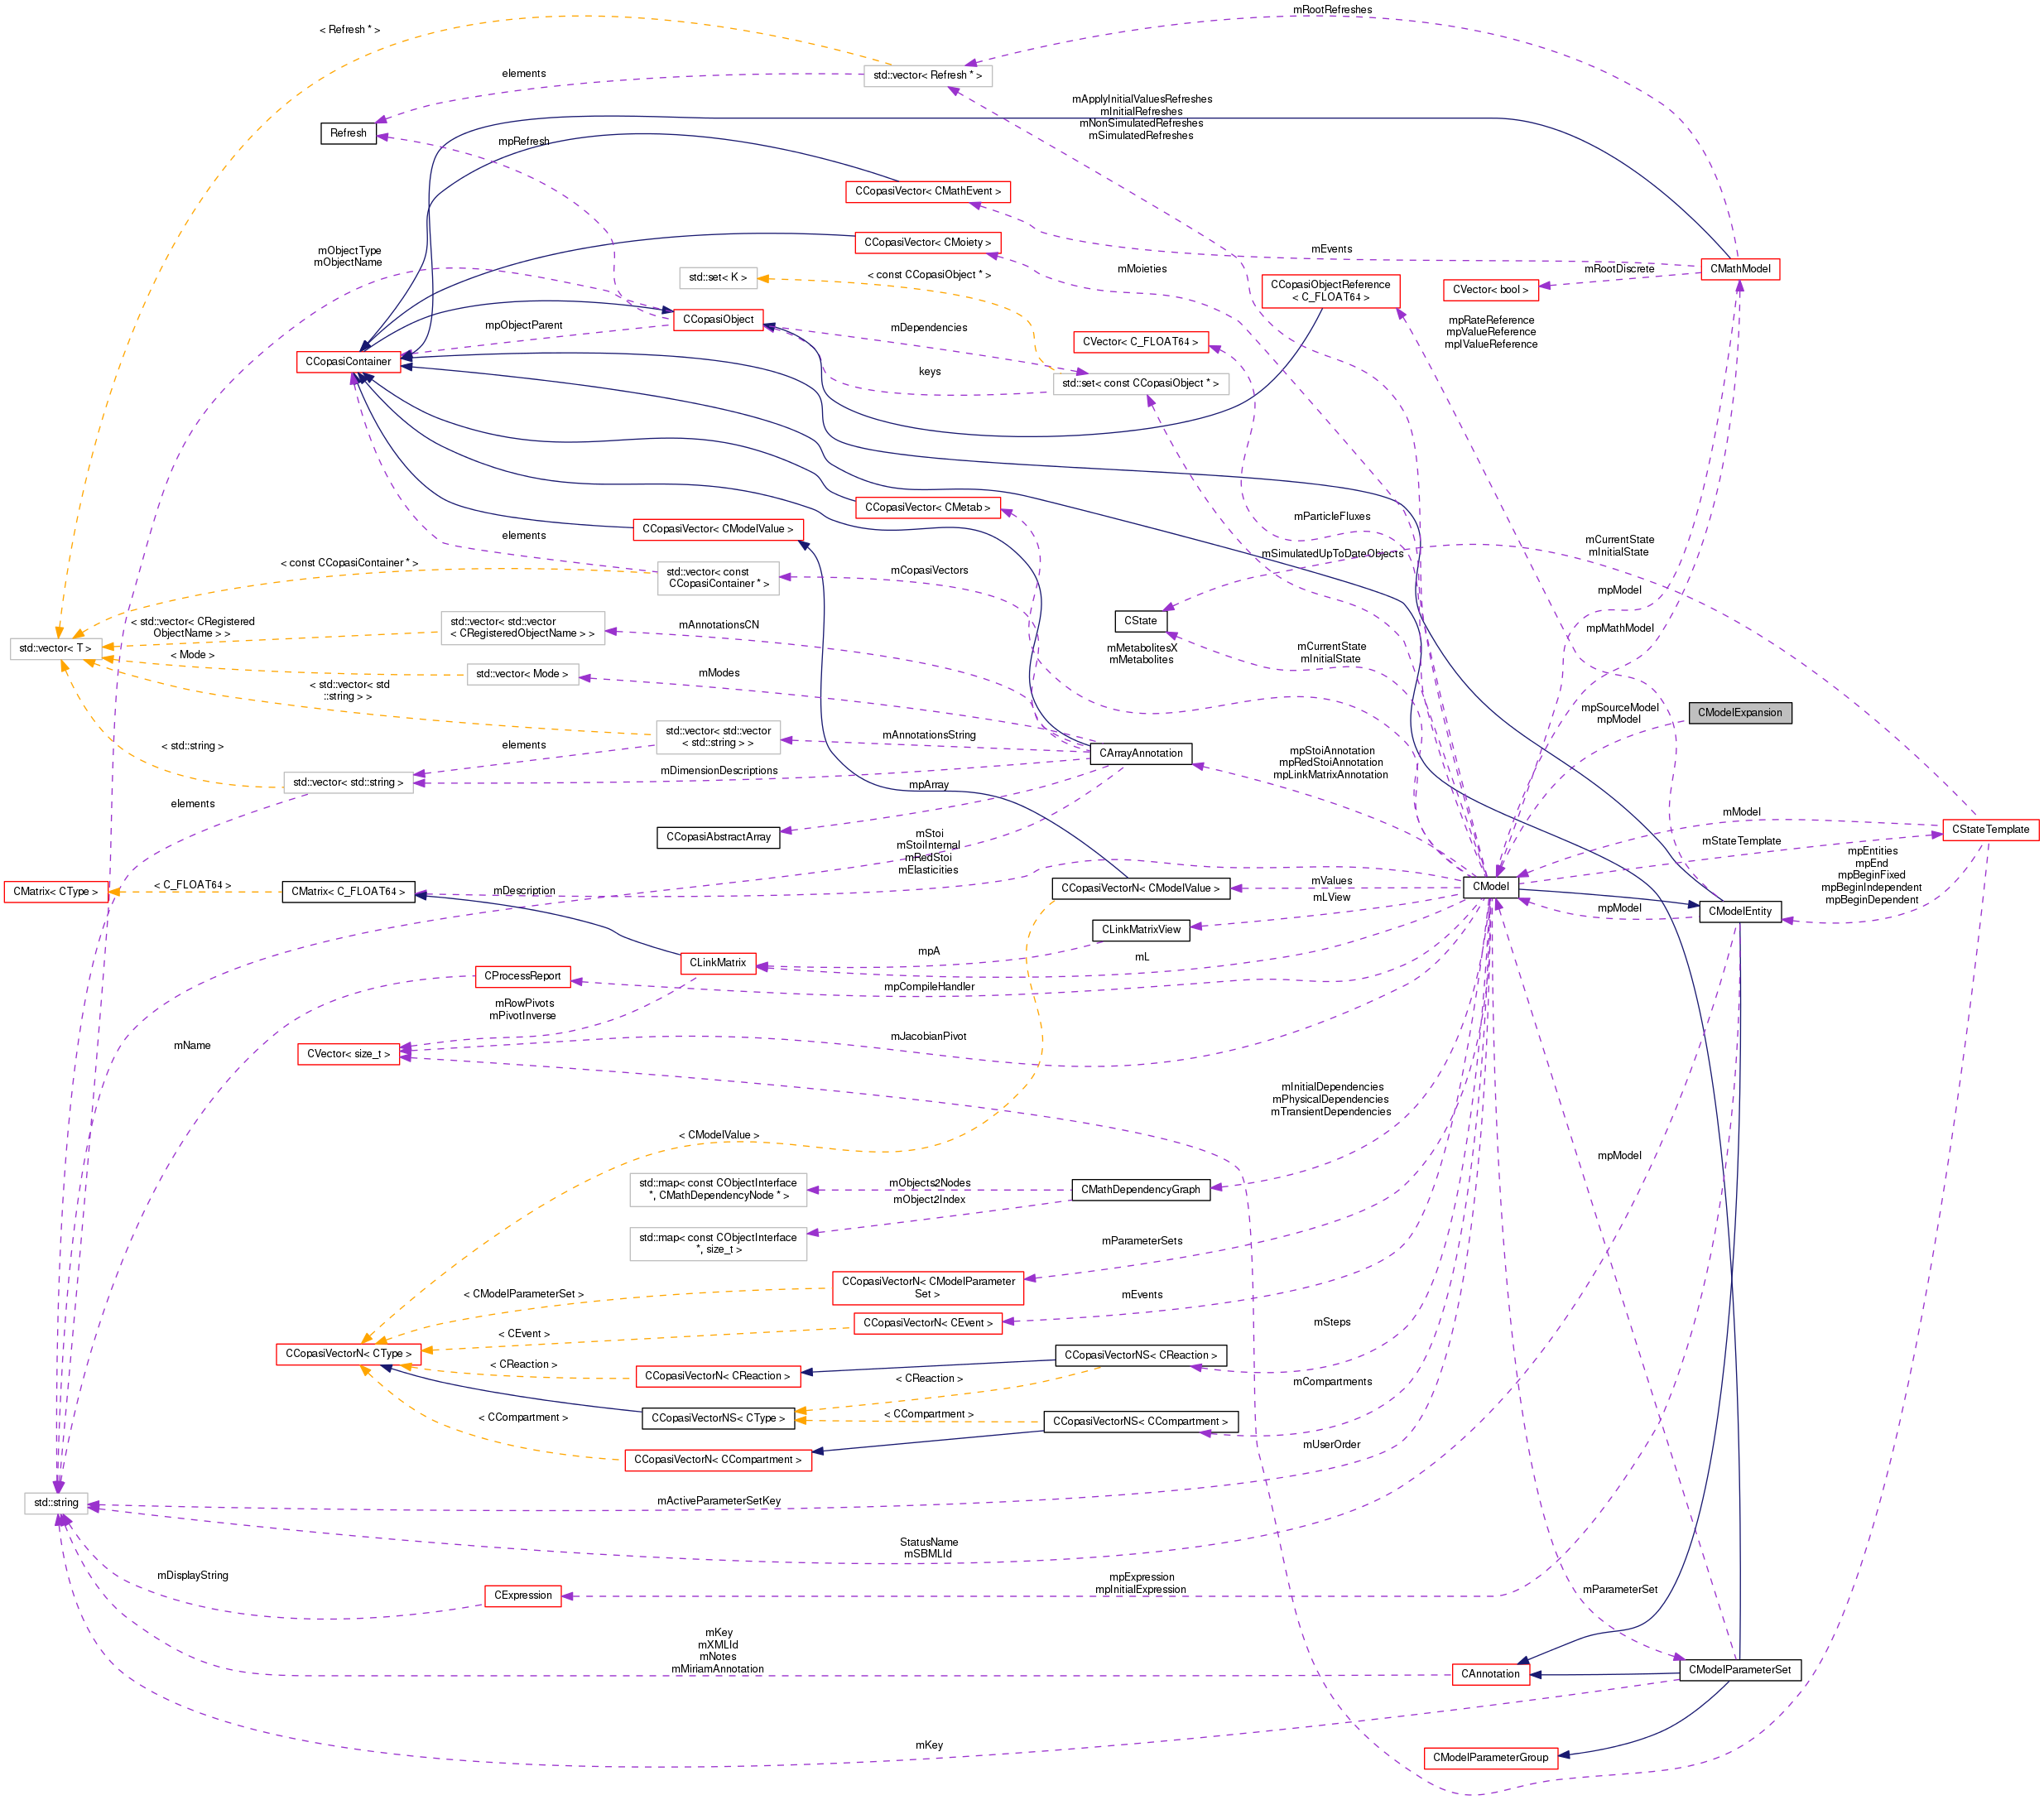 mRootRefreshes
< Refresh * >
elements
std::vector< Refresh * >
mApplyInitialValuesRefreshes
mInitialRefreshes
mNonSimulatedRefreshes
mSimulatedRefreshes
Refresh
mpRefresh
CCopasiVector< CMathEvent >
mObjectType
mObjectName
CCopasiVector< CMoiety >
mEvents
CMathModel
std::set< K >
< const CCopasiObject * >
mMoieties
mRootDiscrete
CCopasiObjectReference
< C_FLOAT64 >
CVector< bool >
CCopasiObject
mpObjectParent
mDependencies
mpRateReference
mpValueReference
mpIValueReference
CCopasiContainer
CVector< C_FLOAT64 >
keys
std::set< const CCopasiObject * >
CCopasiVector< CMetab >
mParticleFluxes
CCopasiVector< CModelValue >
elements
mSimulatedUpToDateObjects
mCurrentState
mInitialState
< const CCopasiContainer * >
std::vector< const
CCopasiContainer * >
mCopasiVectors
mpModel
< std::vector< CRegistered
ObjectName > >
std::vector< std::vector
< CRegisteredObjectName > >
mAnnotationsCN
CState
mpMathModel
std::vector< T >
< Mode >
mMetabolitesX
mMetabolites
mCurrentState
mInitialState
std::vector< Mode >
mModes
< std::vector< std
::string > >
mpSourceModel
mpModel
CModelExpansion
std::vector< std::vector
< std::string > >
mAnnotationsString
< std::string >
elements
CArrayAnnotation
mpStoiAnnotation
mpRedStoiAnnotation
mpLinkMatrixAnnotation
std::vector< std::string >
mDimensionDescriptions
elements
mpArray
mModel
CStateTemplate
CCopasiAbstractArray
mStoi
mStoiInternal
mRedStoi
mElasticities
mStateTemplate
mpEntities
mpEnd
mpBeginFixed
mpBeginIndependent
mpBeginDependent
CMatrix< CType >
< C_FLOAT64 >
CMatrix< C_FLOAT64 >
mDescription
CCopasiVectorN< CModelValue >
mValues
mLView
CModel
mpModel
CModelEntity
CLinkMatrixView
mpA
mL
CLinkMatrix
CProcessReport
mpCompileHandler
mRowPivots
mPivotInverse
mName
mJacobianPivot
CVector< size_t >
mInitialDependencies
mPhysicalDependencies
mTransientDependencies
< CModelValue >
mpModel
std::map< const CObjectInterface
*, CMathDependencyNode * >
mObjects2Nodes
mObject2Index
CMathDependencyGraph
std::map< const CObjectInterface
*, size_t >
mParameterSets
< CModelParameterSet >
CCopasiVectorN< CModelParameter
Set >
mEvents
< CEvent >
CCopasiVectorN< CEvent >
mSteps
CCopasiVectorN< CType >
< CReaction >
CCopasiVectorN< CReaction >
CCopasiVectorNS< CReaction >
< CReaction >
mCompartments
< CCompartment >
CCopasiVectorNS< CType >
< CCompartment >
CCopasiVectorNS< CCompartment >
mUserOrder
CCopasiVectorN< CCompartment >
std::string
mActiveParameterSetKey
StatusName
mSBMLId
mDisplayString
CExpression
mpExpression
mpInitialExpression
mParameterSet
mKey
mXMLId
mNotes
mMiriamAnnotation
CAnnotation
CModelParameterSet
mKey
CModelParameterGroup